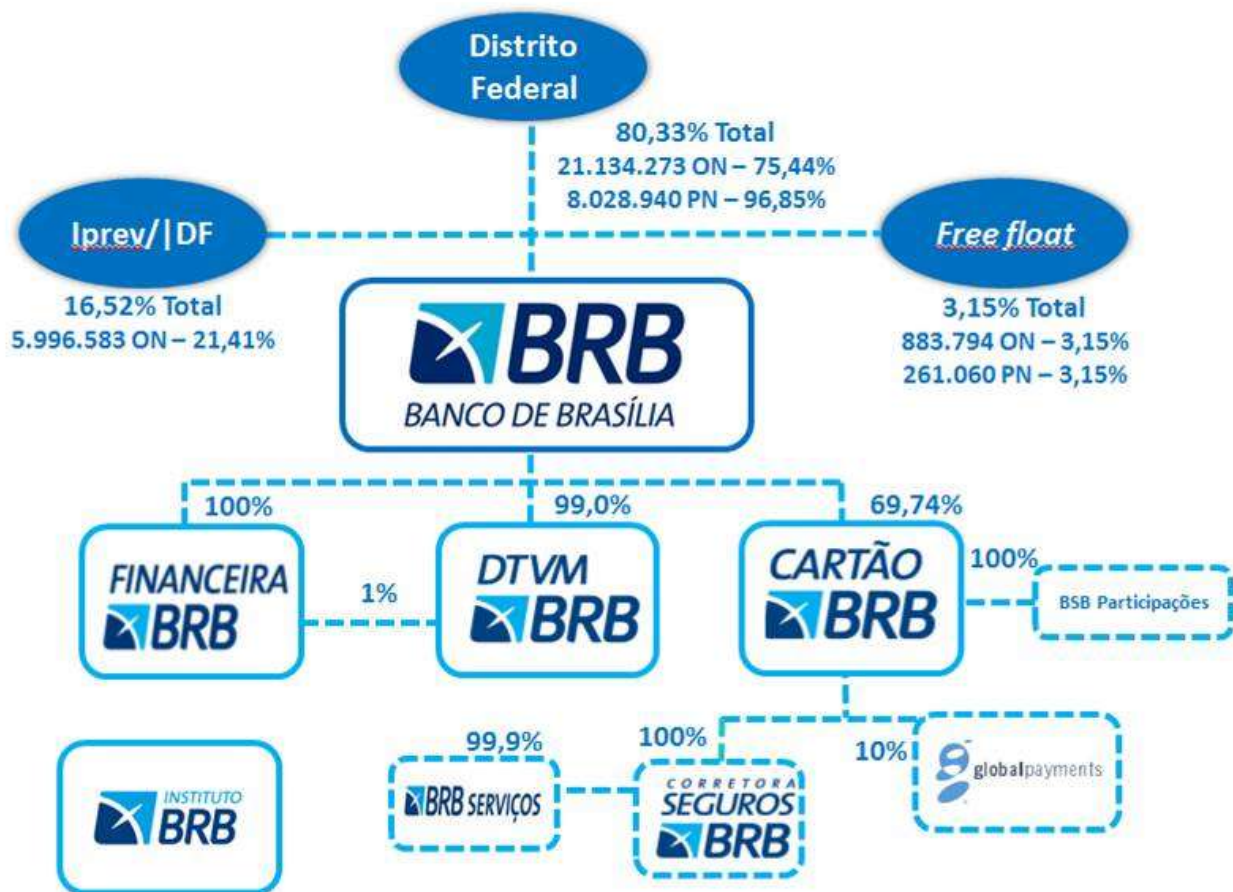 Distrito
Federal
80,33% Total
21.134.273 ON – 75,44%
8.028.940 PN – 96,85%
Iprev/|DF
16,52% Total
5.996.583 ON – 21,41%
Free float
3,15% Total
883.794 ON – 3,15%
261.060 PN – 3,15%
BRB
BANCO DE BRASÍLIA
100%
99,0%
69,74%
FINANCEIRA
BRB
1%
DTVM
BRB
CARTÃO
BRB
100%
BSB Participações
99,9%
100%
10%
INSTITUTO
BRB
BRB SERVIÇOS
CORRETORA
SEGUROS
BRB
globalpayments